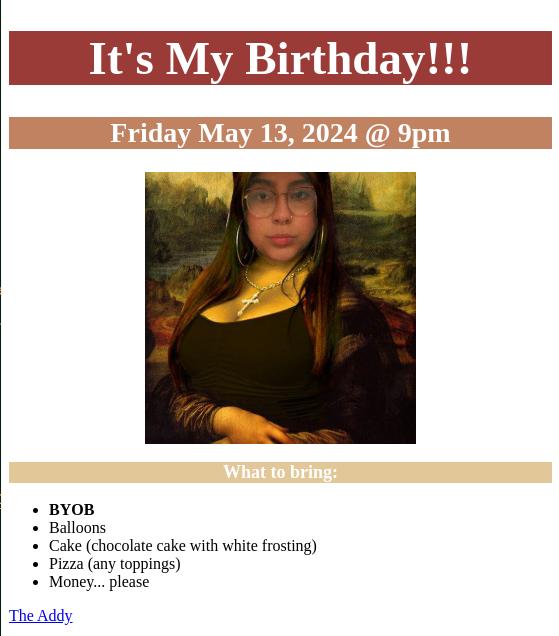 It's My Birthday!!!
Friday May 13, 2024 @ 9pm
What to bring:
BYOB
Balloons
Cake (chocolate cake with white frosting)
Pizza (any toppings)
Money... please
The Addy